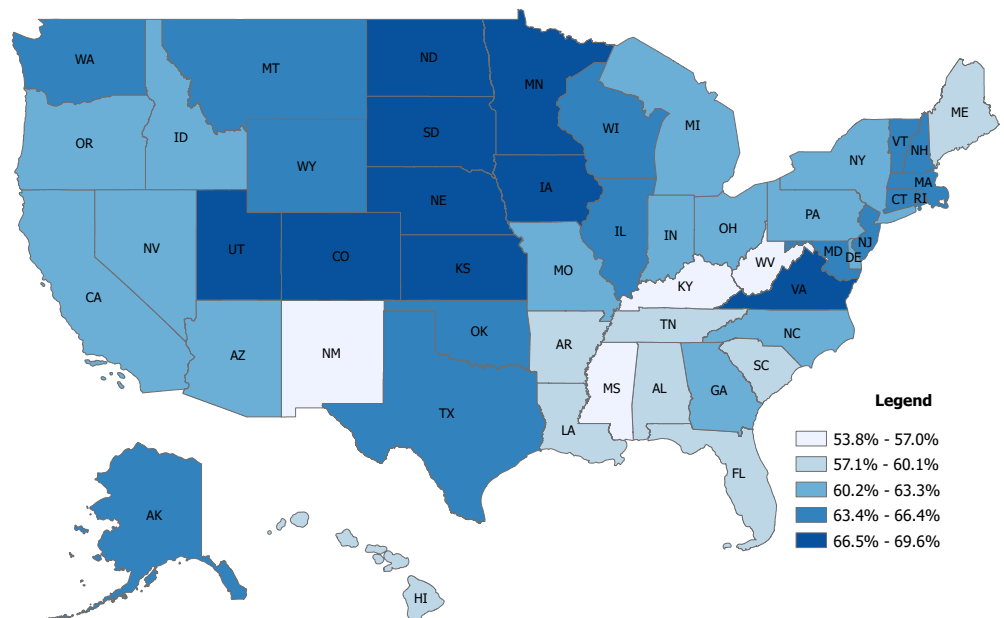 WA
MT
ND
MN
ME
OR
ID
SD
WI
MI
VT
NH
NY
WY
MA
NE
IA
CT RI
PA
NV
UT
CO
KS
IL
IN
OH
NJ
MD
DE
MO
WV
CA
KY
VA
OK
TN
NC
AZ
NM
AR
SC
MS
AL
GA
TX
LA
FL
AK
HI
Legend
53.8% - 57.0%
57.1% - 60.1%
60.2% - 63.3%
63.4% - 66.4%
66.5% - 69.6%